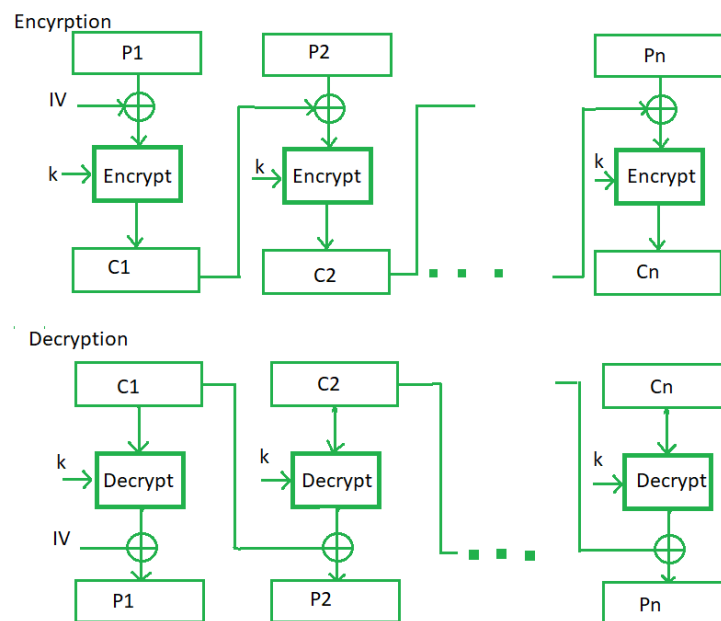 Encyrption
P1 P2 Pn
IV
k Encrypt k Encrypt k Encrypt
C1 C2 Cn
Decryption
C1 C2 Cn
k Decrypt k Decrypt k Decrypt
IV
P1 P2 Pn